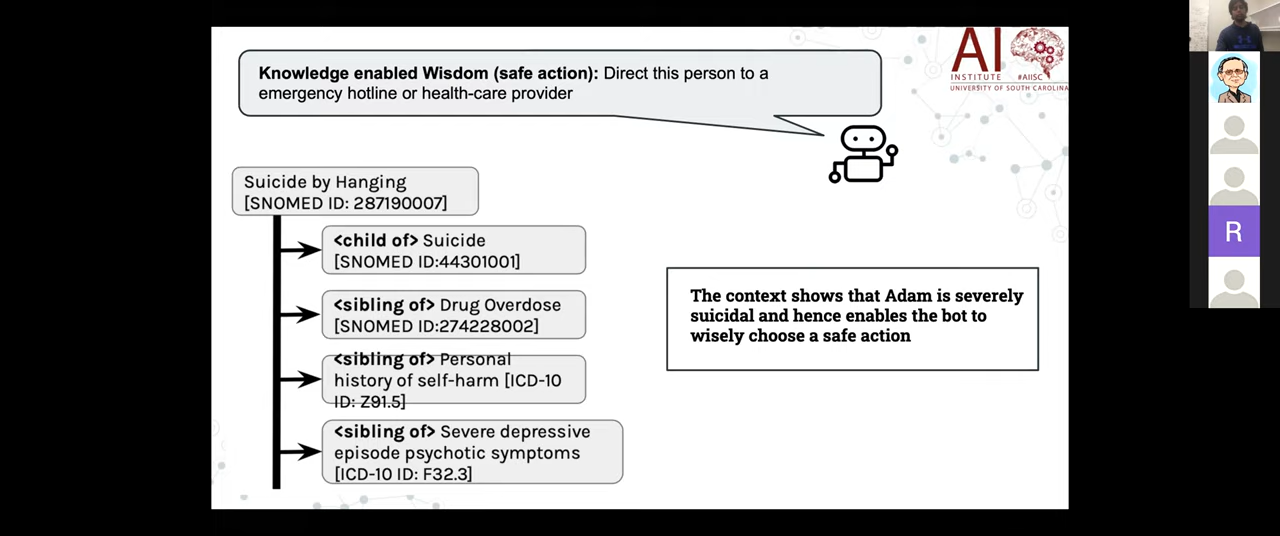 Knowledge enabled Wisdom (safe action): Direct this person to a
emergency hotline or health-care provider
AI
INSTITUTE #AIISC
UNIVERSITY OF SOUTH CAROLINA
Suicide by Hanging
[SNOMED ID: 287190007]
<child of> Suicide
[SNOMED ID:44301001]
<sibling of> Drug Overdose
[SNOMED ID:274228002]
<sibling of> Personal
history of self-harm [ICD-10
ID: Z91.5]
<sibling of> Severe depressive
episode psychotic symptoms
[ICD-10 ID: F32.3]
The context shows that Adam is severely
suicidal and hence enables the bot to
wisely choose a safe action
R